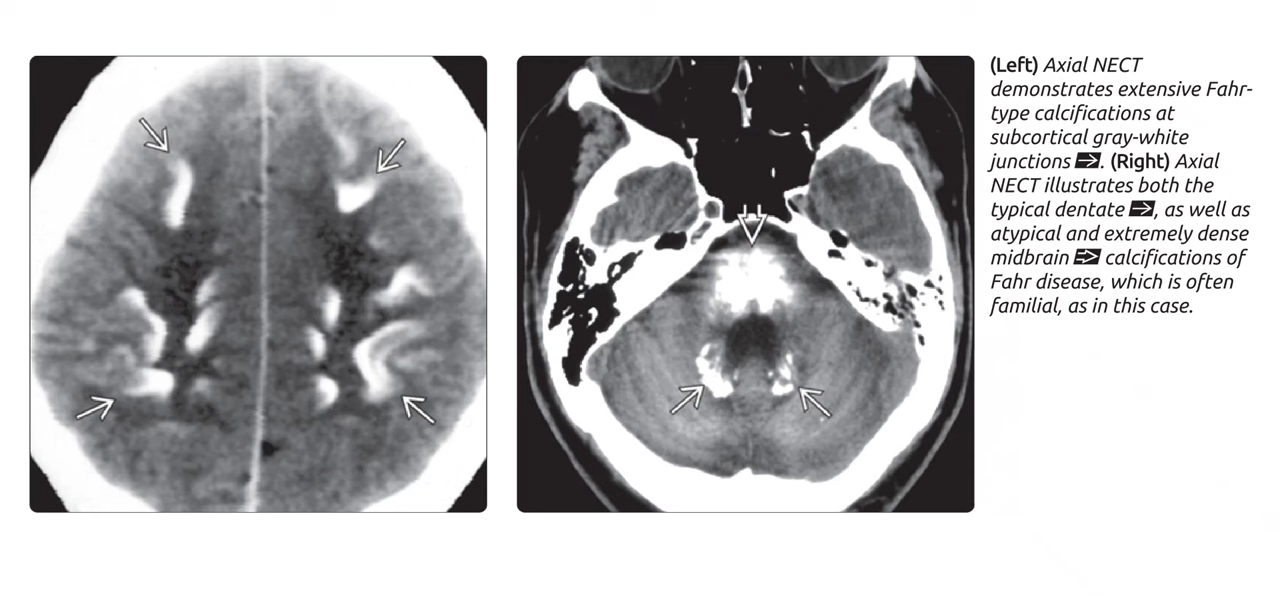 (Left) Axial NECT
demonstrates extensive Fahr-
type calcifications at
subcortical gray-white
junctions . (Right) Axial
NECT illustrates both the
typical dentate , as well as
atypical and extremely dense
midbrain calcifications of
Fahr disease, which is often
familial, as in this case.